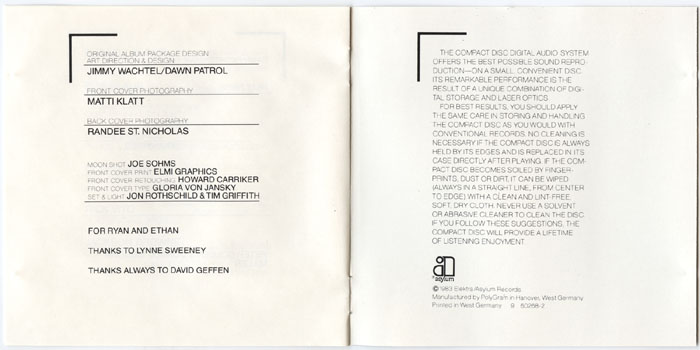 ORIGINAL ALBUM PACKAGE DESIGN
ART DIRECTION & DESIGN
JIMMY WACHTEL/DAWN PATROL
FRONT COVER PHOTOGRAPHY
MATTI KLATT
BACK COVER PHOTOGRAPHY
RANDEE ST. NICHOLAS
MOON SHOT JOE SOHMS
FRONT COVER PRINT ELMI GRAPHICS
FRONT COVER RETOUCHING HOWARD CARRIKER
FRONT COVER TYPE GLORIA VON JANSKY
SET & LIGHT JON ROTHSCHILD & TIM GRIFFITH
FOR RYAN AND ETHAN
THANKS TO LYNNE SWEENEY
THANKS ALWAYS TO DAVID GEFFEN
THE COMPACT DISC DIGITAL AUDIO SYSTEM
OFFERS THE BEST POSSIBLE SOUND REPRO-
DUCTION—ON A SMALL, CONVENIENT DISC.
ITS REMARKABLE PERFORMANCE IS THE
RESULT OF A UNIQUE COMBINATION OF DIGI-
TAL STORAGE AND LASER OPTICS.
FOR BEST RESULTS, YOU SHOULD APPLY
THE SAME CARE IN STORING AND HANDLING
THE COMPACT DISC AS YOU WOULD WITH
CONVENTIONAL RECORDS. NO CLEANING IS
NECESSARY IF THE COMPACT DISC IS ALWAYS
HELD BY ITS EDGES AND IS REPLACED IN ITS
CASE DIRECTLY AFTER PLAYING. IF THE COM-
PACT DISC BECOMES SOILED BY FINGER-
PRINTS, DUST OR DIRT, IT CAN BE WIPED
(ALWAYS IN A STRAIGHT LINE, FROM CENTER
TO EDGE) WITH A CLEAN AND LINT-FREE,
SOFT, DRY CLOTH. NEVER USE A SOLVENT
OR ABRASIVE CLEANER TO CLEAN THE DISC.
IF YOU FOLLOW THESE SUGGESTIONS, THE
COMPACT DISC WILL PROVIDE A LIFETIME
OF LISTENING ENJOYMENT.
asylum
© 1983 Elektra/Asylum Records
Manufactured by PolyGram in Hanover, West Germany
Printed in West Germany 9 60268-2